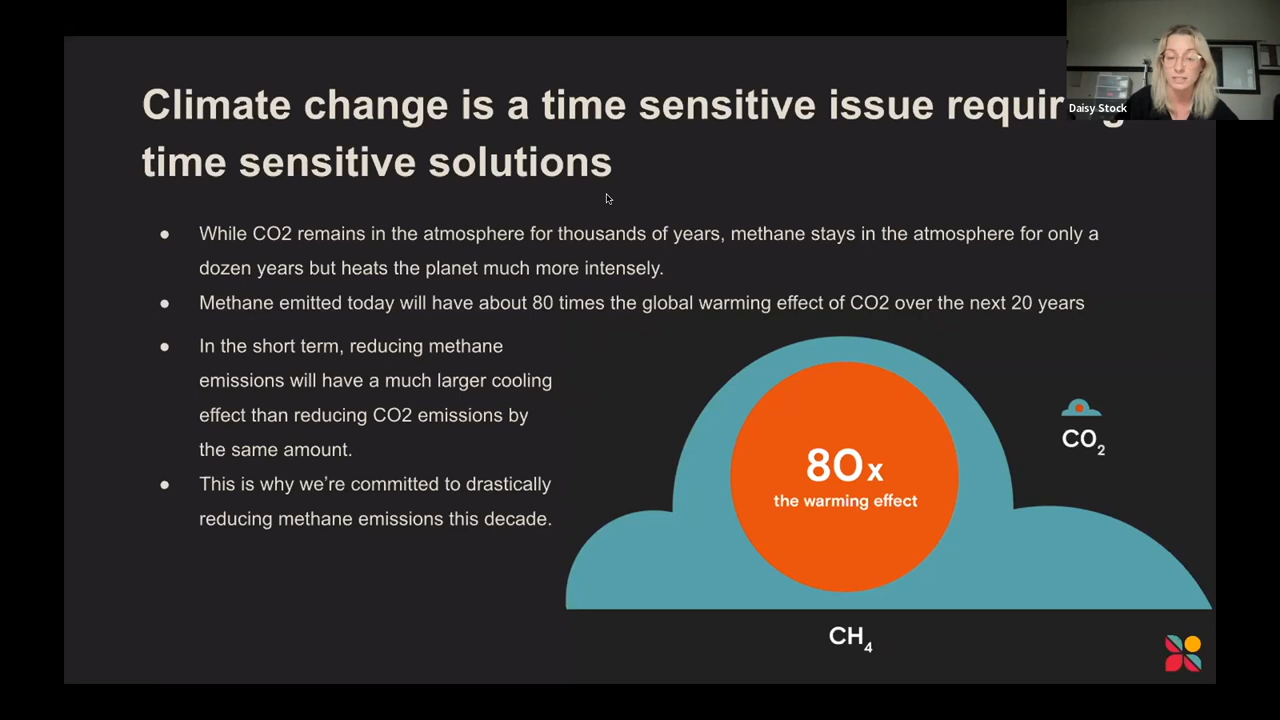 Climate change is a time sensitive issue requir g
time sensitive solutions
Daisy Stock
While CO2 remains in the atmosphere for thousands of years, methane stays in the atmosphere for only a
dozen years but heats the planet much more intensely.
Methane emitted today will have about 80 times the global warming effect of CO2 over the next 20 years
In the short term, reducing methane
emissions will have a much larger cooling
effect than reducing CO2 emissions by
the same amount.
This is why we’re committed to drastically
reducing methane emissions this decade.
80x
the warming effect
CO₂
CH₄